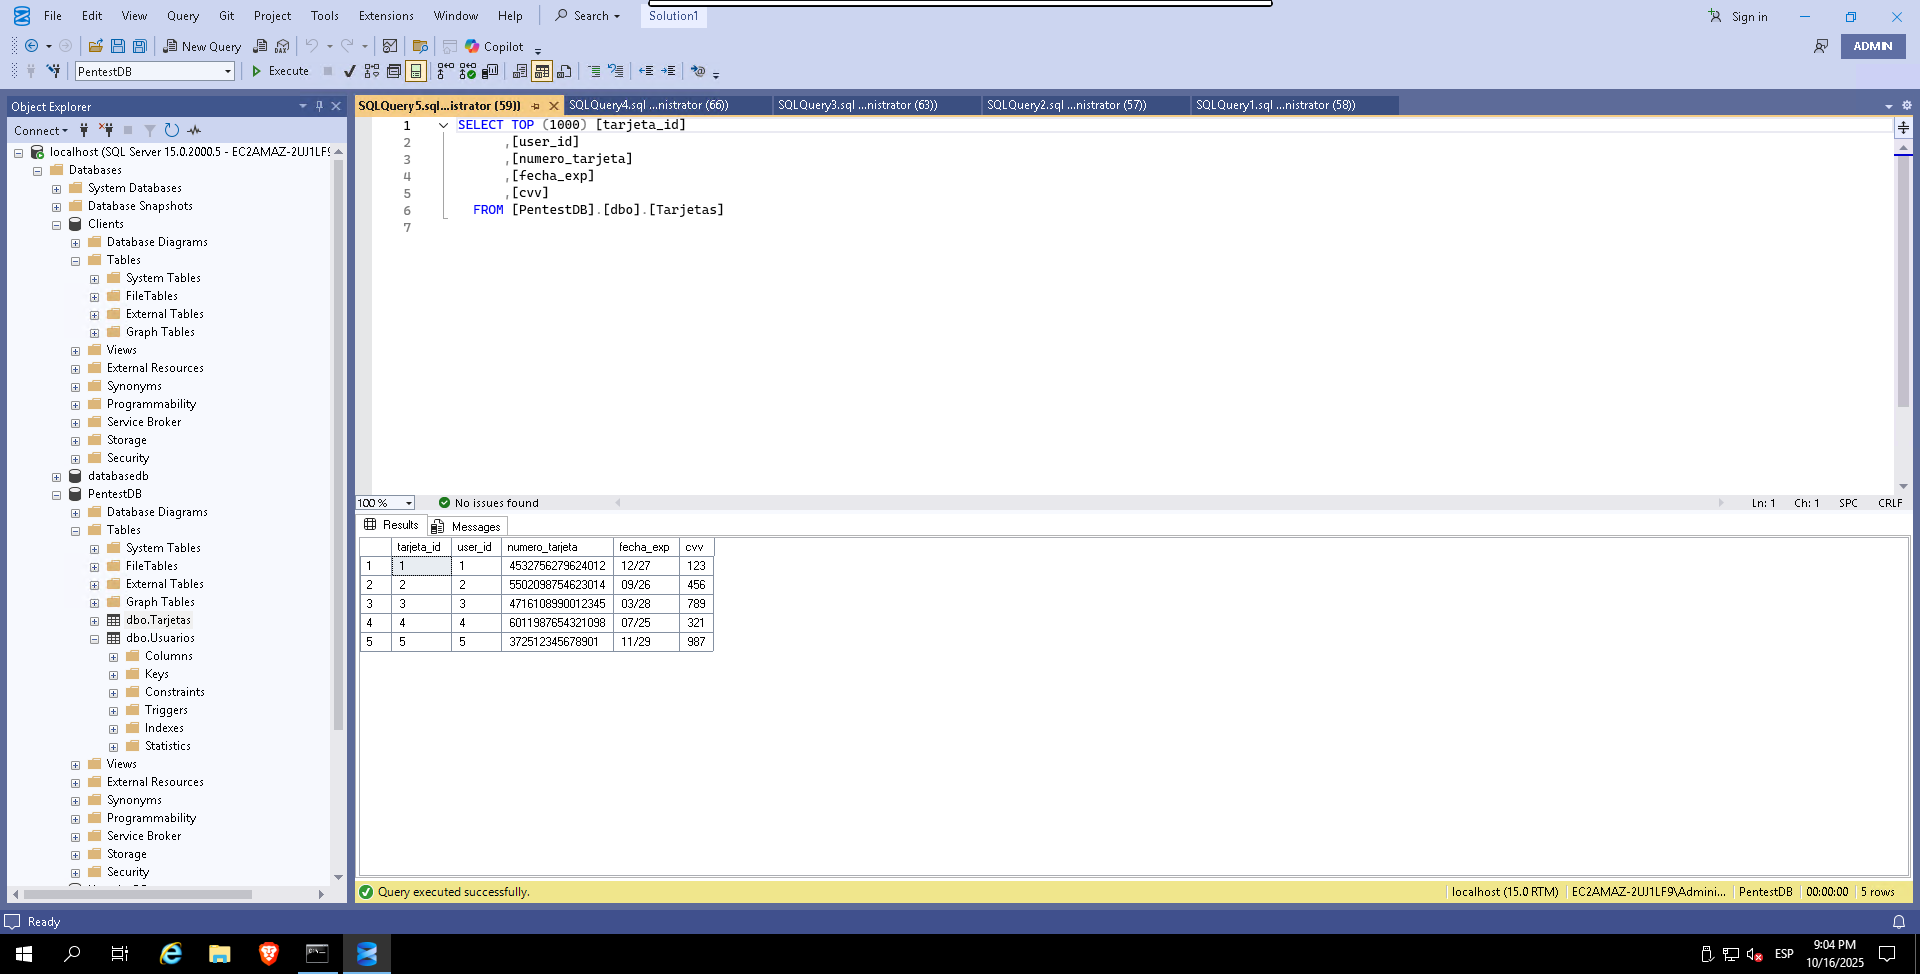 File Edit View Query Git Project Tools Extensions Window Help Search Solution1 Sign in
New Query DAX Copilot ADMIN
PentestDB Execute
Object Explorer
Connect
localhost (SQL Server 15.0.2000.5 - EC2AMAZ-2UJ1LF9
Databases
System Databases
Database Snapshots
Clients
Database Diagrams
Tables
System Tables
FileTables
External Tables
Graph Tables
Views
External Resources
Synonyms
Programmability
Service Broker
Storage
Security
databasedb
PentestDB
Database Diagrams
Tables
System Tables
FileTables
External Tables
Graph Tables
dbo.Tarjetas
dbo.Usuarios
Columns
Keys
Constraints
Triggers
Indexes
Statistics
Views
External Resources
Synonyms
Programmability
Service Broker
Storage
Security
SQLQuery5.sql...istrator (59)) SQLQuery4.sql ...nistrator (66)) SQLQuery3.sql ...nistrator (63)) SQLQuery2.sql ...nistrator (57)) SQLQuery1.sql ...nistrator (58))
1 SELECT TOP (1000) [tarjeta_id]
2 ,[user_id]
3 ,[numero_tarjeta]
4 ,[fecha_exp]
5 ,[cvv]
6 FROM [PentestDB].[dbo].[Tarjetas]
7
100 % No issues found Ln: 1 Ch: 1 SPC CRLF
Results Messages
tarjeta_id user_id numero_tarjeta fecha_exp cvv
1 1 1 4532756279624012 12/27 123
2 2 2 5502098754623014 09/26 456
3 3 3 4716108990012345 03/28 789
4 4 4 6011987654321098 07/25 321
5 5 5 372512345678901 11/29 987
Query executed successfully. localhost (15.0 RTM) EC2AMAZ-2UJ1LF9\Admini... PentestDB 00:00:00 5 rows
Ready
ESP 9:04 PM
10/16/2025